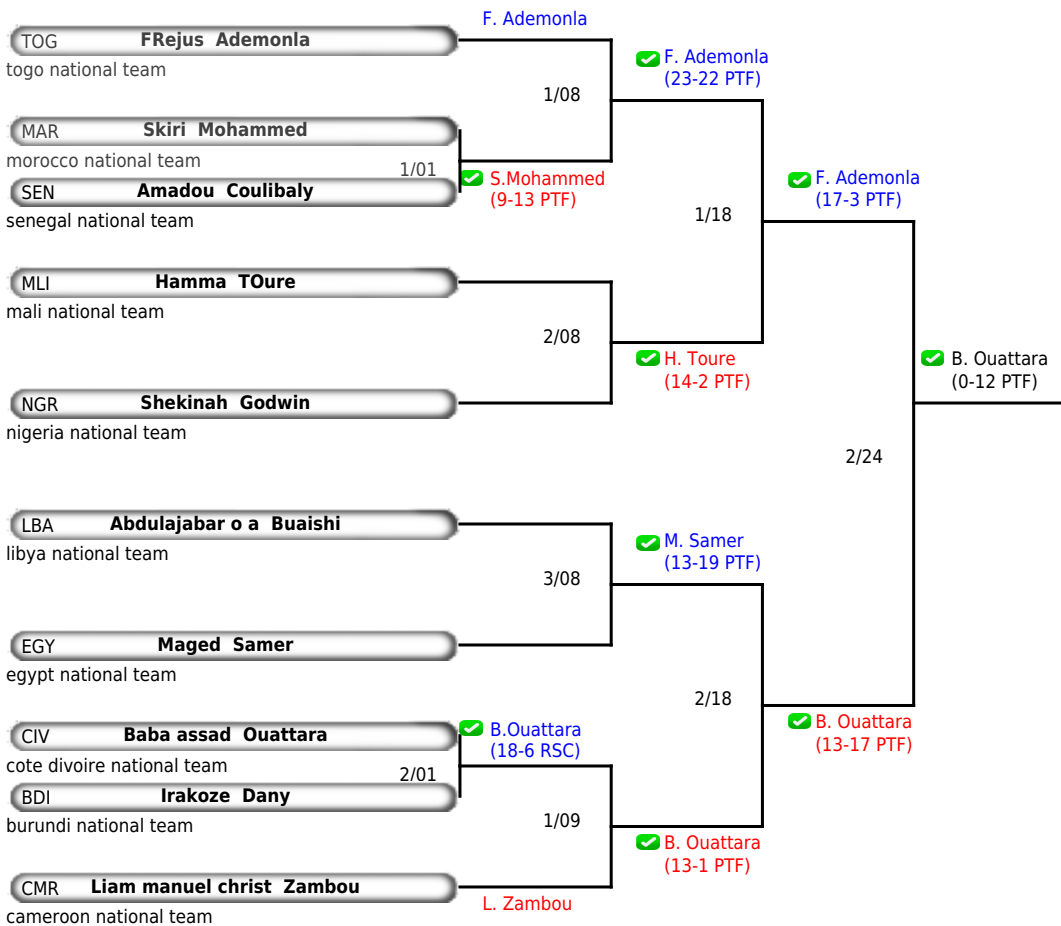 F. Ademonla
TOG FRejus Ademonla
togo national team
F. Ademonla
(23-22 PTF)
1/08
MAR Skiri Mohammed
morocco national team
1/01
S.Mohammed
(9-13 PTF)
SEN Amadou Coulibaly
senegal national team
F. Ademonla
(17-3 PTF)
1/18
MLI Hamma TOure
mali national team
2/08
H. Toure
(14-2 PTF)
B. Ouattara
(0-12 PTF)
NGR Shekinah Godwin
nigeria national team
2/24
LBA Abdulajabar o a Buaishi
libya national team
M. Samer
(13-19 PTF)
3/08
EGY Maged Samer
egypt national team
2/18
CIV Baba assad Ouattara
cote divoire national team
B.Ouattara
(18-6 RSC)
B. Ouattara
(13-17 PTF)
2/01
BDI Irakoze Dany
burundi national team
1/09
B. Ouattara
(13-1 PTF)
CMR Liam manuel christ Zambou
cameroon national team
L. Zambou